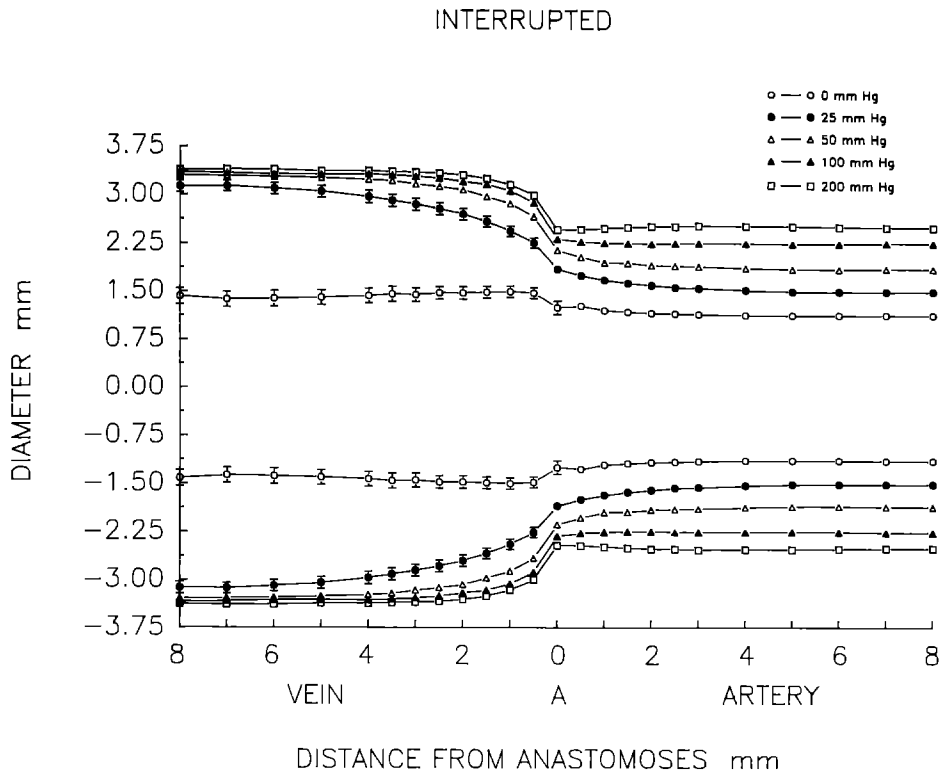 INTERRUPTED
0 mm Hg
25 mm Hg
50 mm Hg
100 mm Hg
200 mm Hg
3.75
3.00
2.25
1.50
0.75
0.00
−0.75
−1.50
−2.25
−3.00
−3.75
DIAMETER mm
8 6 4 2 0 2 4 6 8
VEIN A ARTERY
DISTANCE FROM ANASTOMOSES mm